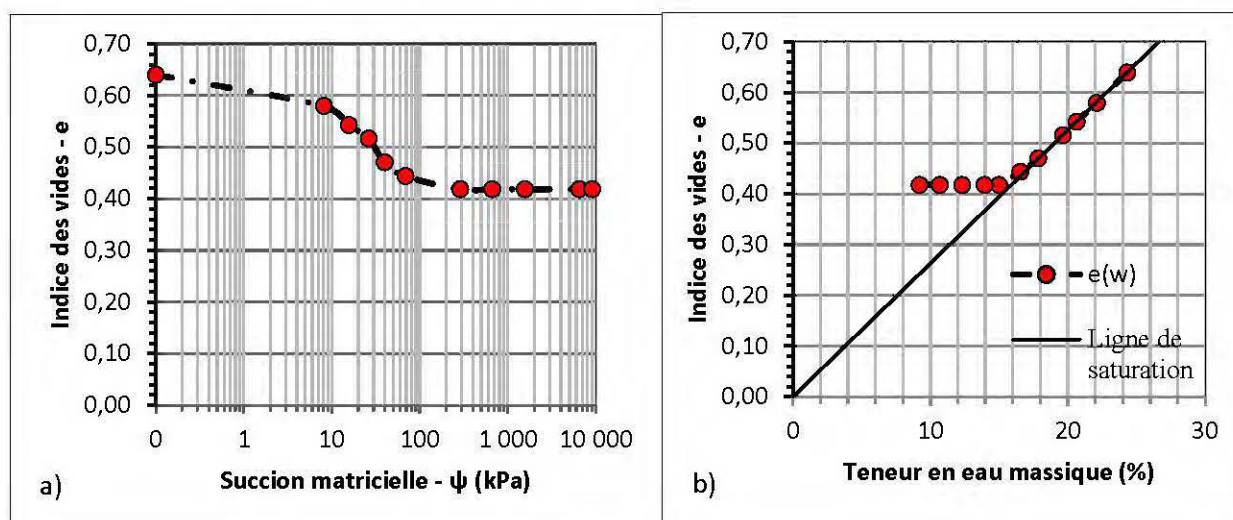 0,70
0,60
0,50
0,40
0,30
0,20
0,10
0,00
Indice des vides - e
0 1 10 100 1 000 10 000
Succion matricielle - ψ (kPa)
a)
0,70
0,60
0,50
0,40
0,30
0,20
0,10
0,00
Indice des vides - e
e(w)
Ligne de
saturation
0 10 20 30
Teneur en eau massique (%)
b)